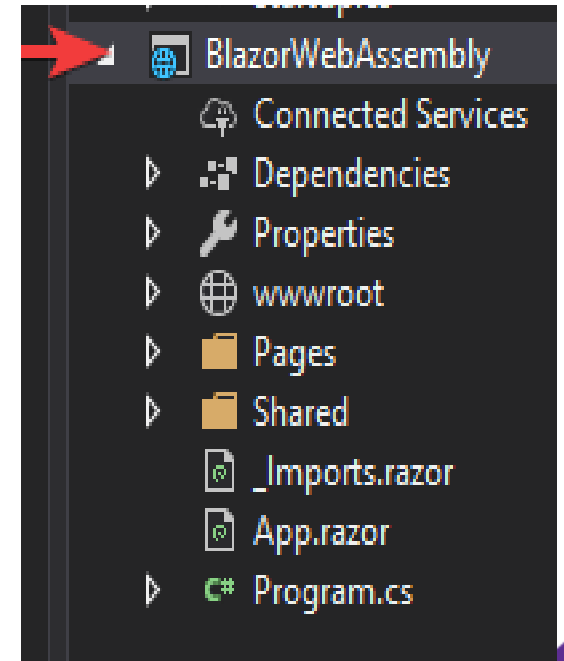 BlazorWebAssembly
Connected Services
Dependencies
Properties
wwwroot
Pages
Shared
_Imports.razor
App.razor
C# Program.cs